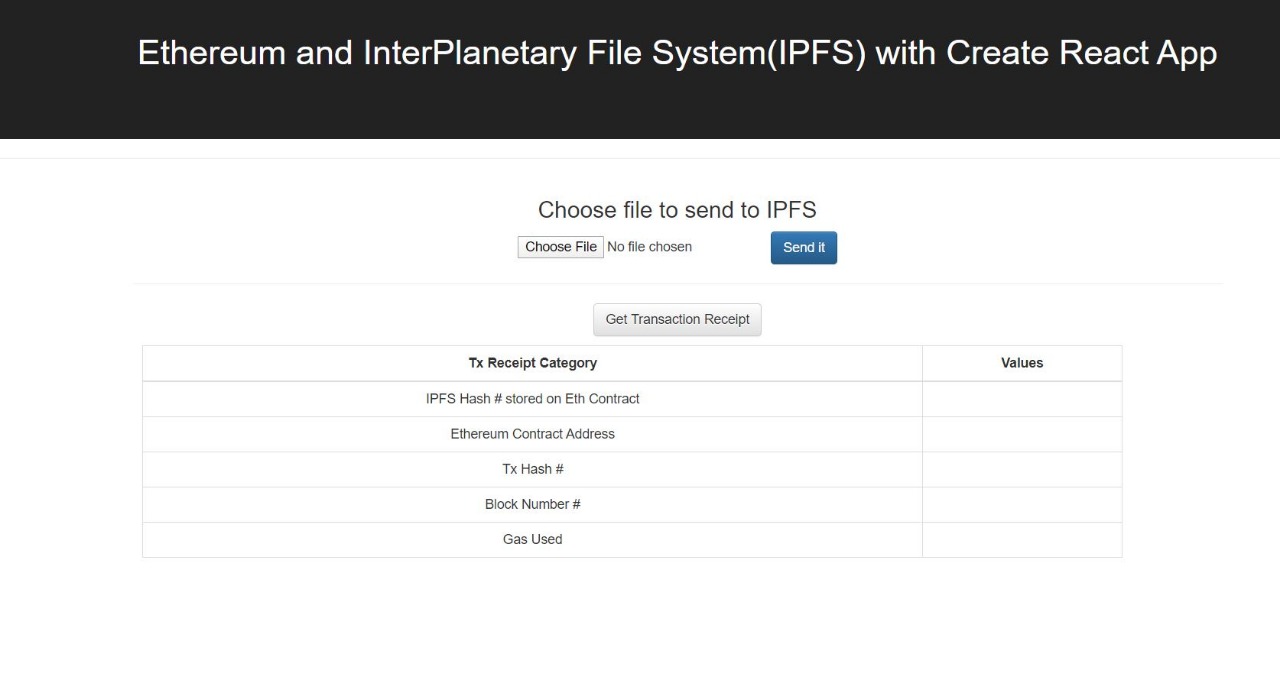 Ethereum and InterPlanetary File System(IPFS) with Create React App
Choose file to send to IPFS
Choose File No file chosen Send it
Get Transaction Receipt
Tx Receipt Category Values
IPFS Hash # stored on Eth Contract
Ethereum Contract Address
Tx Hash #
Block Number #
Gas Used